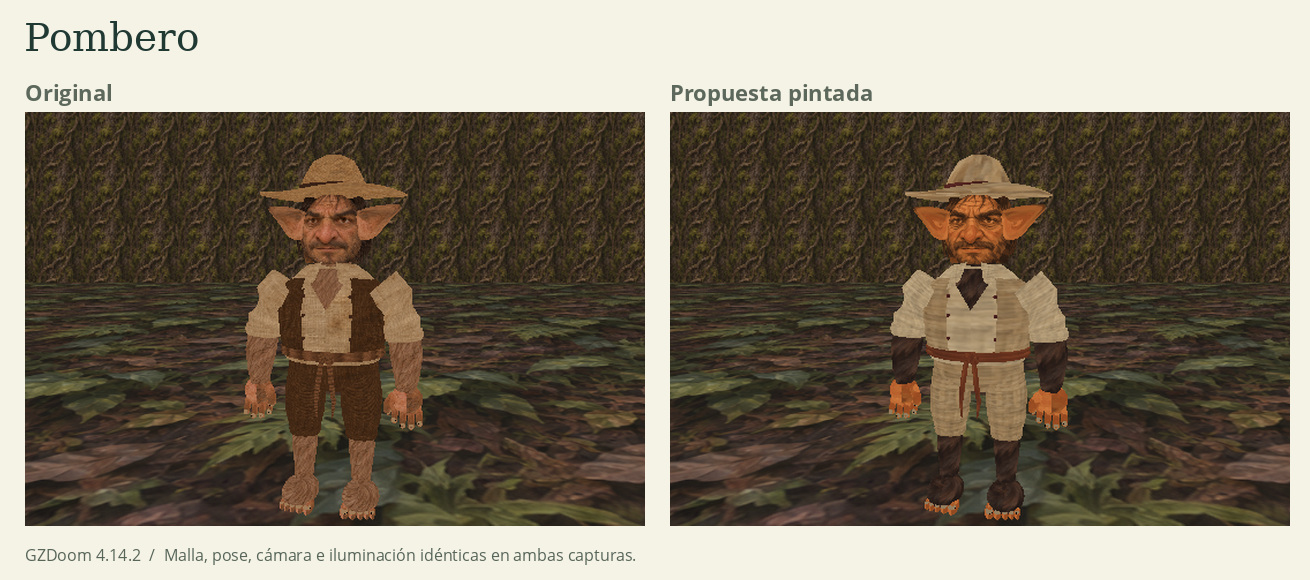 Pombero
Original
Propuesta pintada
GZDoom 4.14.2 / Malla, pose, cámara e iluminación idénticas en ambas capturas.